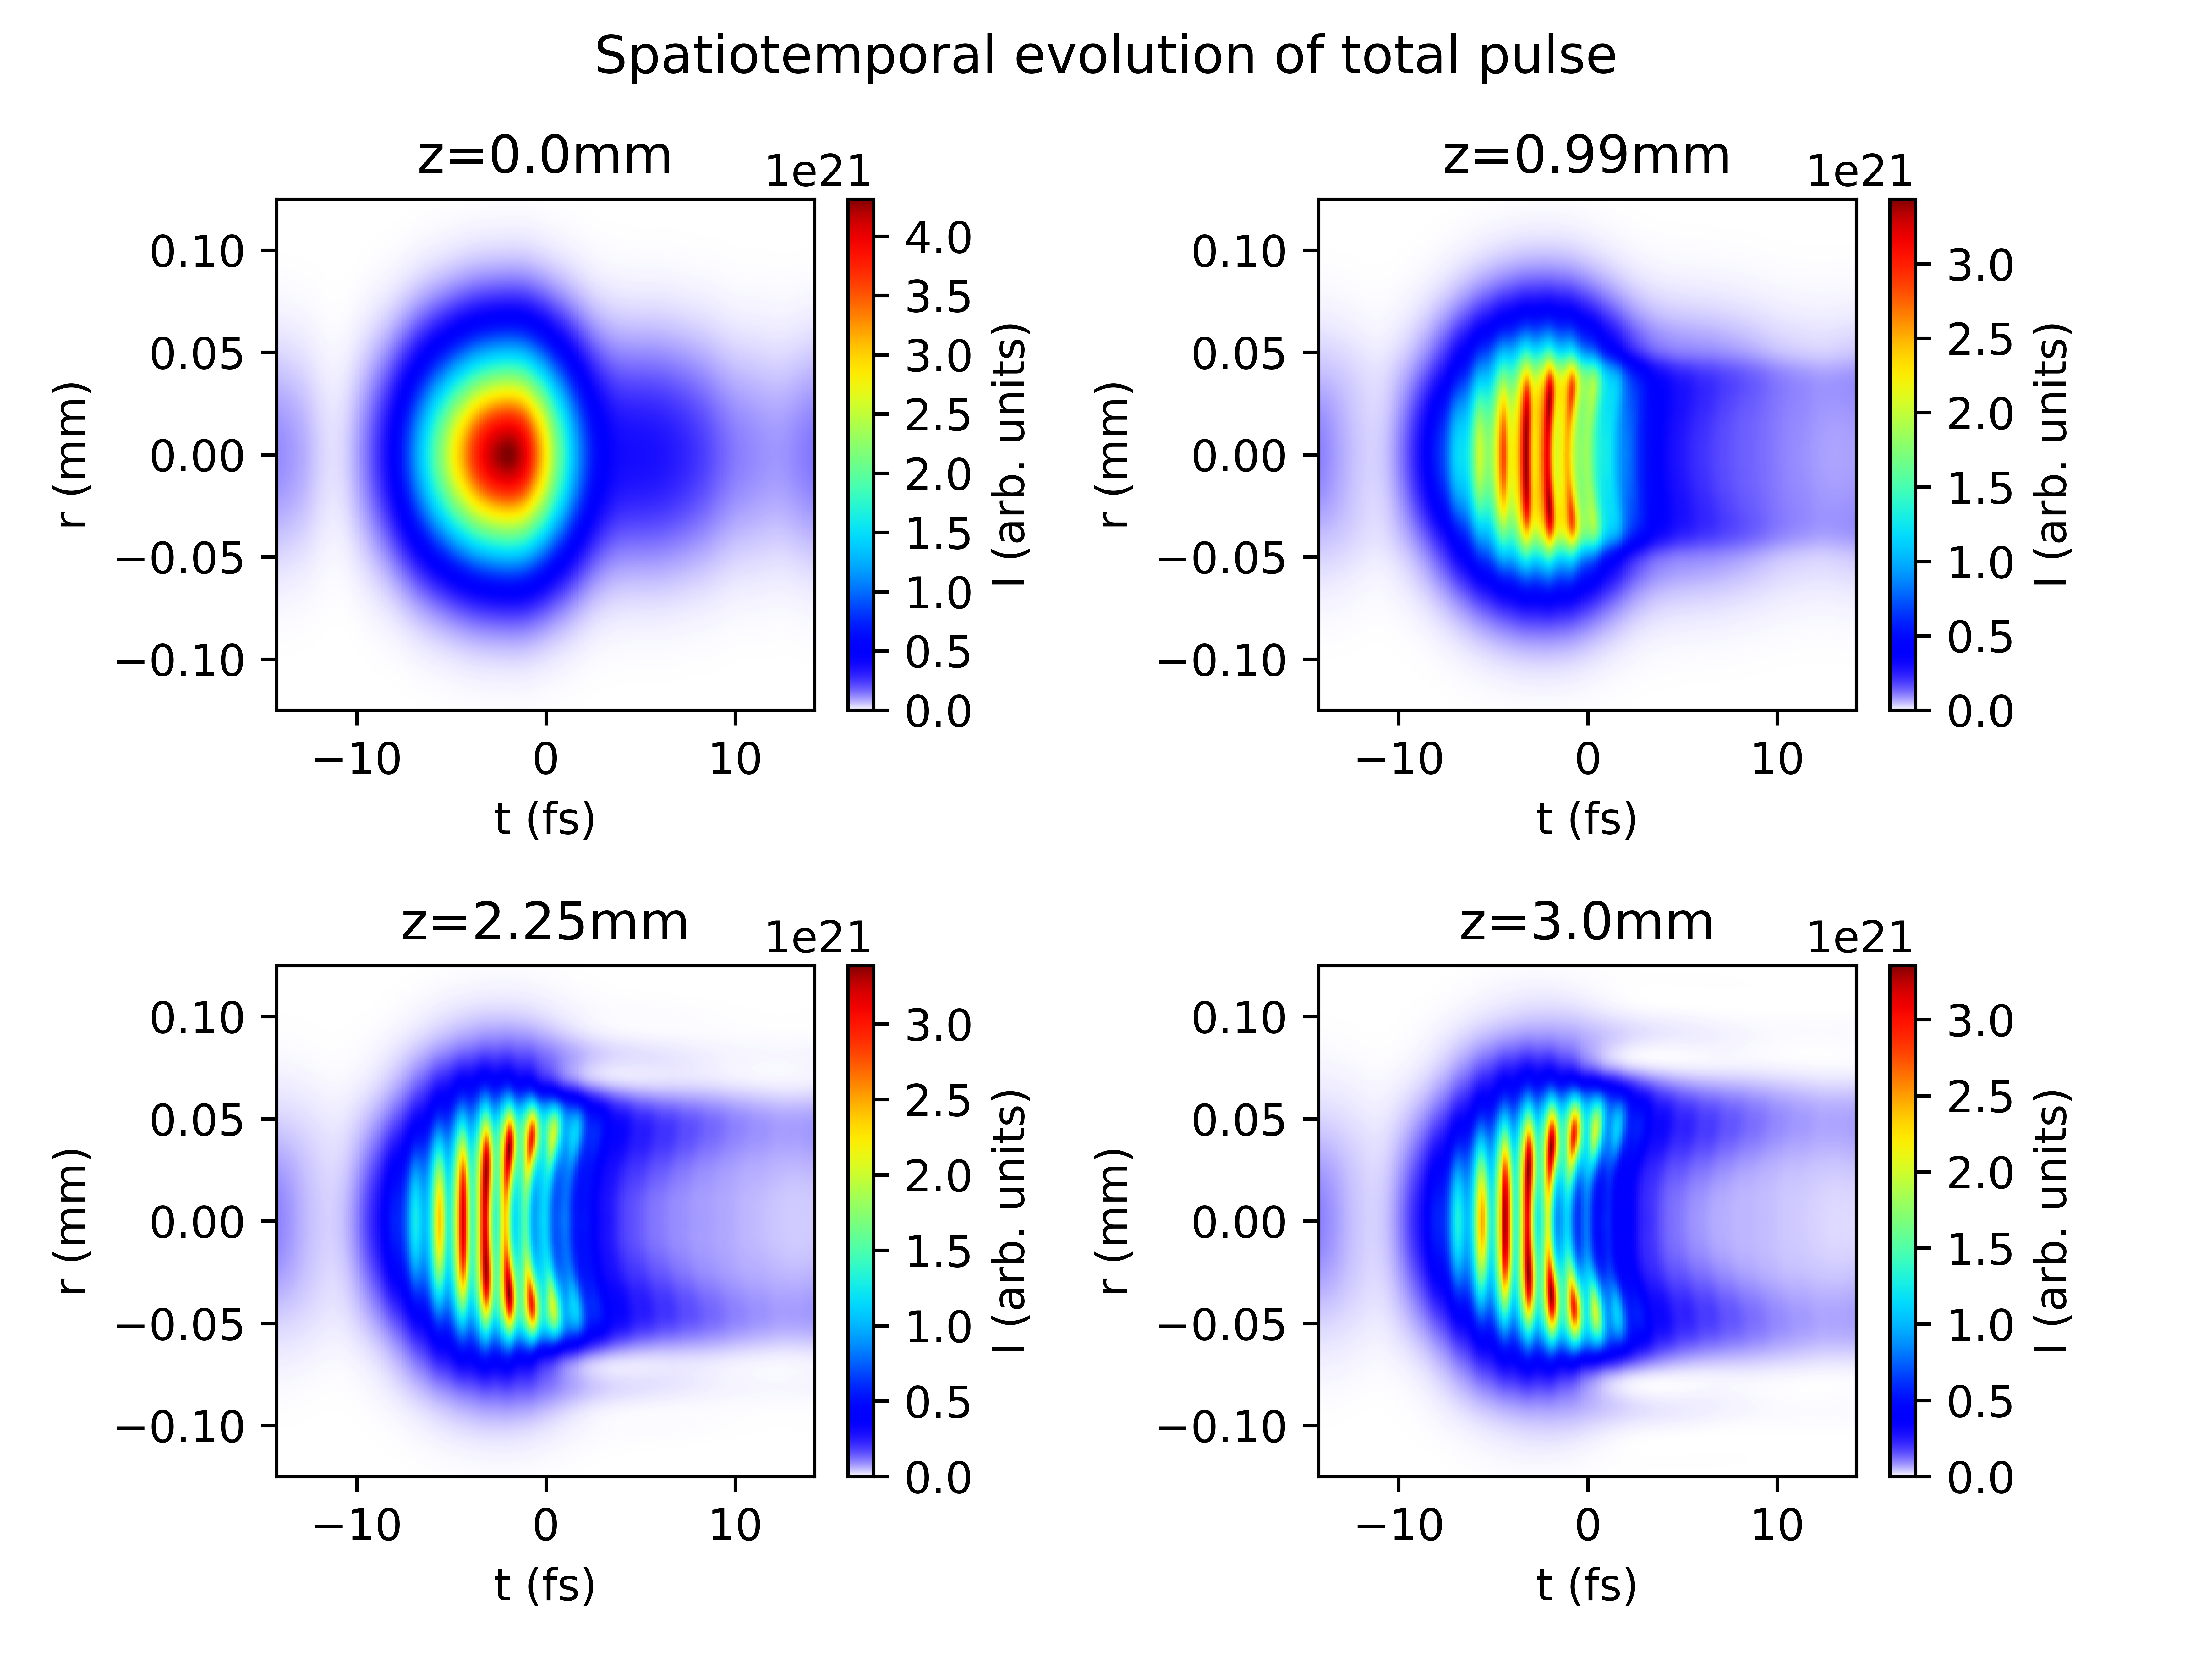 Spatiotemporal evolution of total pulse
z=0.0mm
1e21
0.10
0.05
0.00
−0.05
−0.10
r (mm)
−10 0 10
t (fs)
4.0
3.5
3.0
2.5
2.0
1.5
1.0
0.5
0.0
I (arb. units)
z=0.99mm
1e21
0.10
0.05
0.00
−0.05
−0.10
r (mm)
−10 0 10
t (fs)
3.0
2.5
2.0
1.5
1.0
0.5
0.0
I (arb. units)
z=2.25mm
1e21
0.10
0.05
0.00
−0.05
−0.10
r (mm)
−10 0 10
t (fs)
3.0
2.5
2.0
1.5
1.0
0.5
0.0
I (arb. units)
z=3.0mm
1e21
0.10
0.05
0.00
−0.05
−0.10
r (mm)
−10 0 10
t (fs)
3.0
2.5
2.0
1.5
1.0
0.5
0.0
I (arb. units)